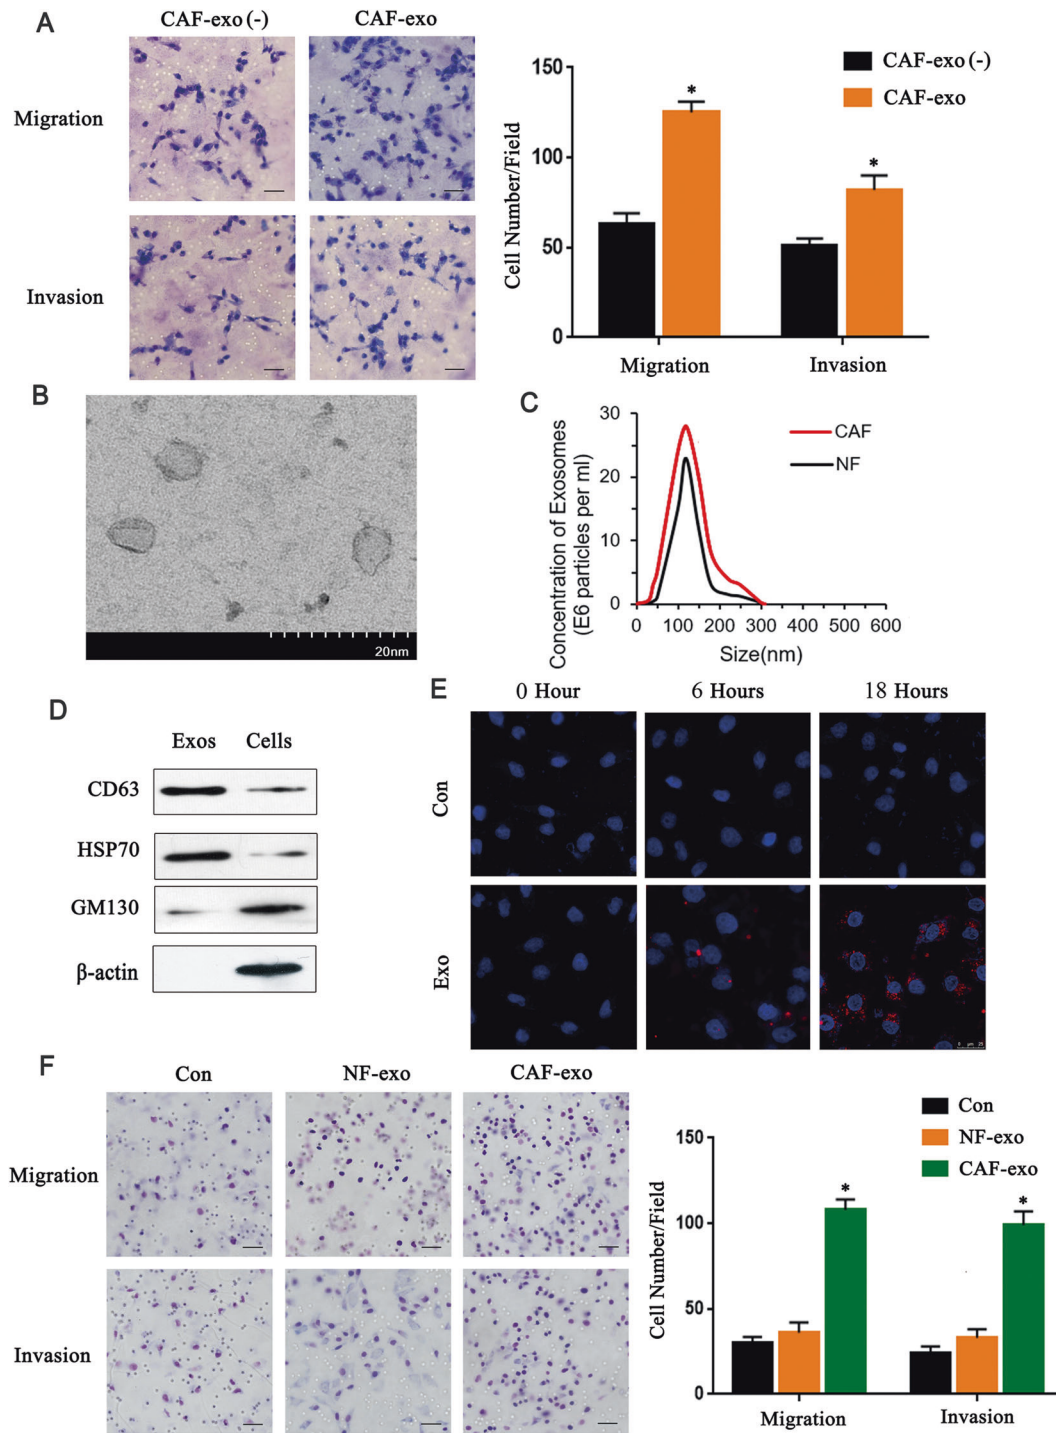 A
CAF-exo (-)
CAF-exo
Migration
Invasion
150
100
50
0
Cell Number/Field
CAF-exo (-)
CAF-exo
*
*
Migration
Invasion
B
20nm
C
30
20
10
0
Concentration of Exosomes
(E6 particles per ml)
CAF
NF
0 100 200 300 400 500 600
Size(nm)
D
Exos Cells
CD63
HSP70
GM130
β-actin
E
0 Hour
6 Hours
18 Hours
Con
Exo
0 μm 25
F
Con
NF-exo
CAF-exo
Migration
Invasion
Con
NF-exo
CAF-exo
150
100
50
0
Cell Number/Field
*
*
Migration
Invasion